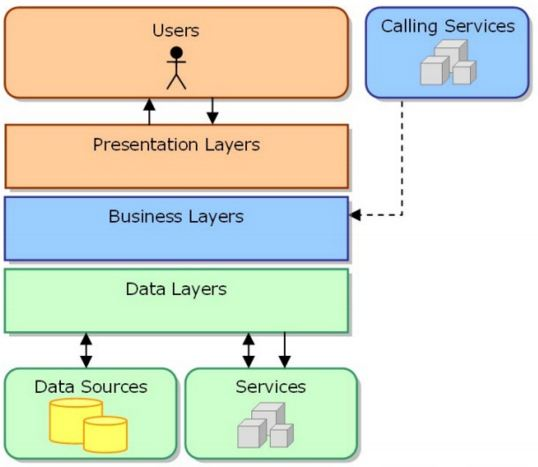 Users
Calling Services
Presentation Layers
Business Layers
Data Layers
Data Sources
Services